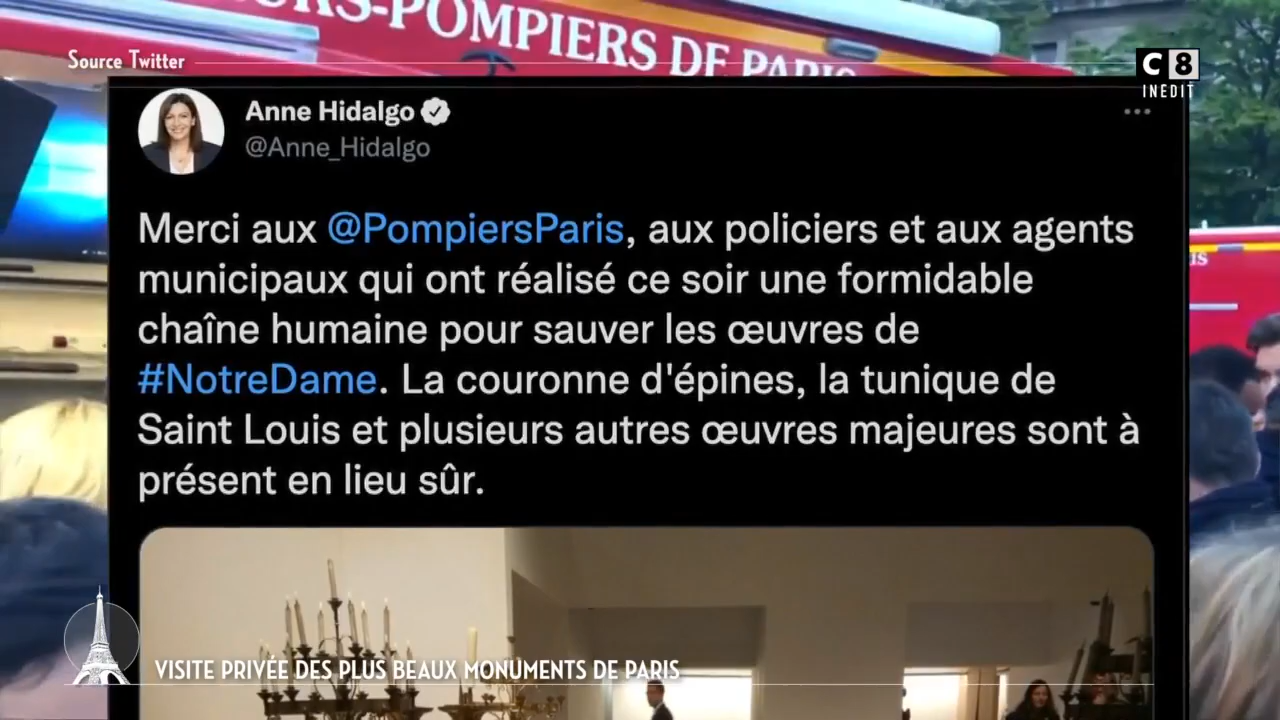 POMPIERS DE PARIS
Source Twitter
C8
INEDIT
Anne Hidalgo
@Anne_Hidalgo
Merci aux @PompiersParis, aux policiers et aux agents
municipaux qui ont réalisé ce soir une formidable
chaîne humaine pour sauver les œuvres de
#NotreDame. La couronne d'épines, la tunique de
Saint Louis et plusieurs autres œuvres majeures sont à
présent en lieu sûr.
VISITE PRIVÉE DES PLUS BEAUX MONUMENTS DE PARIS